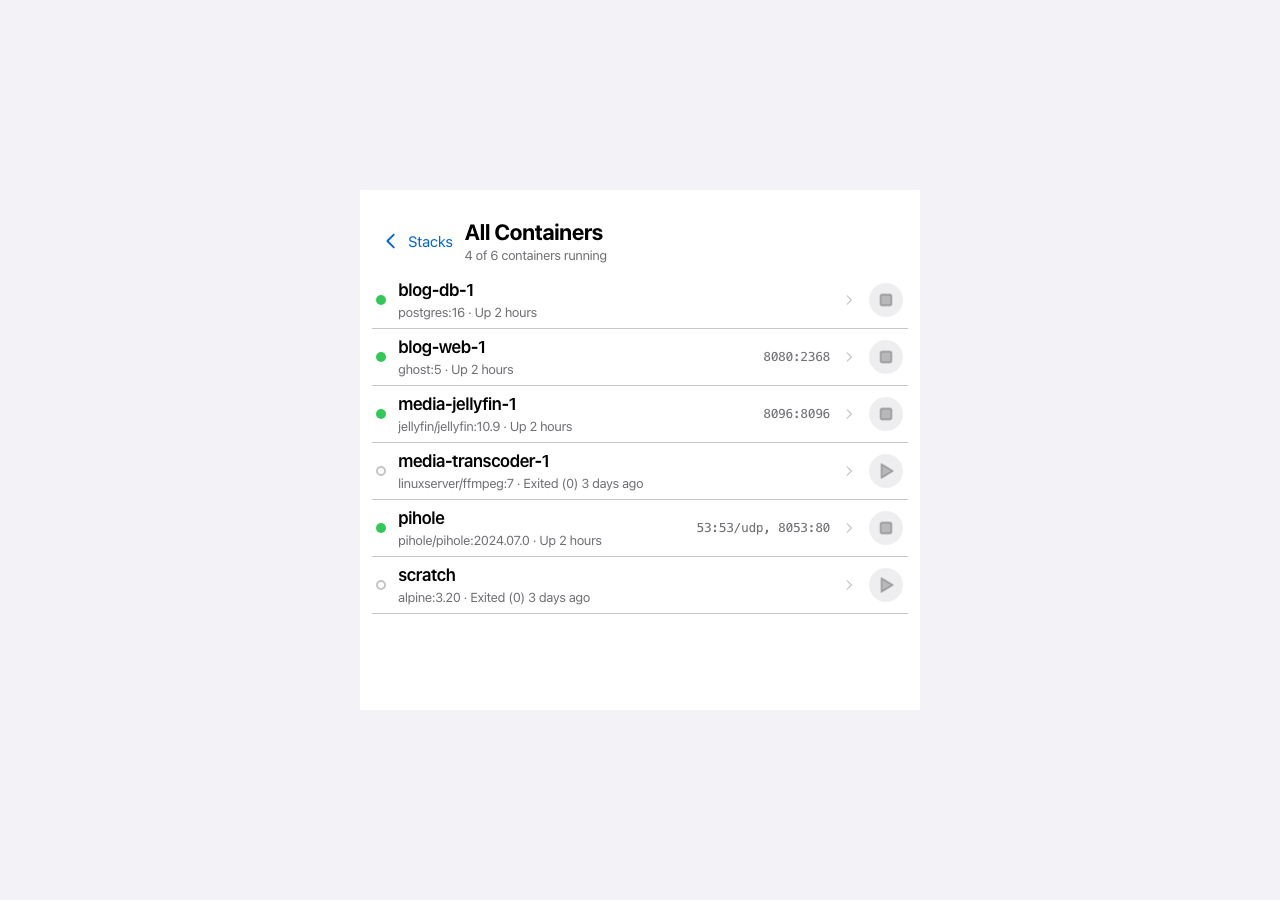 Stacks
All Containers
4 of 6 containers running
blog-db-1
postgres:16 · Up 2 hours
blog-web-1
ghost:5 · Up 2 hours
8080:2368
media-jellyfin-1
jellyfin/jellyfin:10.9 · Up 2 hours
8096:8096
media-transcoder-1
linuxserver/ffmpeg:7 · Exited (0) 3 days ago
pihole
pihole/pihole:2024.07.0 · Up 2 hours
53:53/udp, 8053:80
scratch
alpine:3.20 · Exited (0) 3 days ago